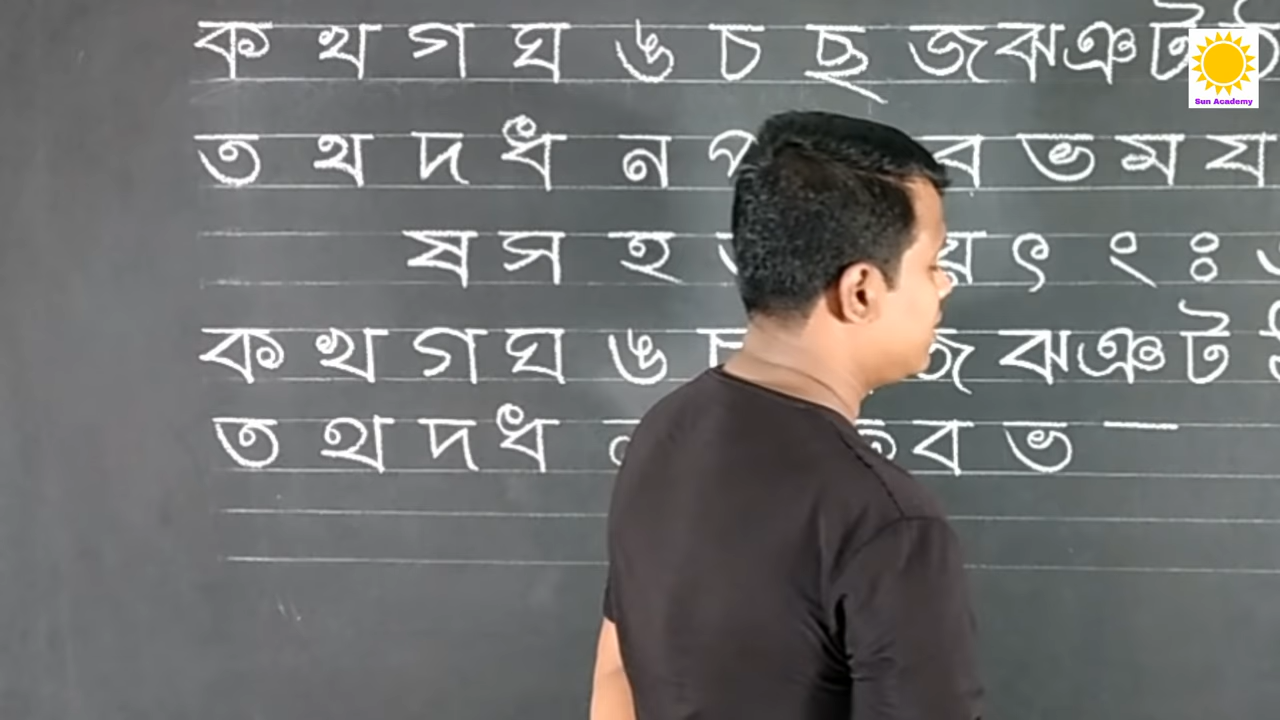 ক খ গ ঘ ঙ চ ছ জ ঝ ঞ ট ঠ
Sun Academy
ত থ দ ধ ন প ব ভ ম য
ষ স হ য় ৎ ং ঃ
ক খ গ ঘ ঙ চ জ ঝ ঞ ট
ত থ দ ধ ন ফ ব ভ